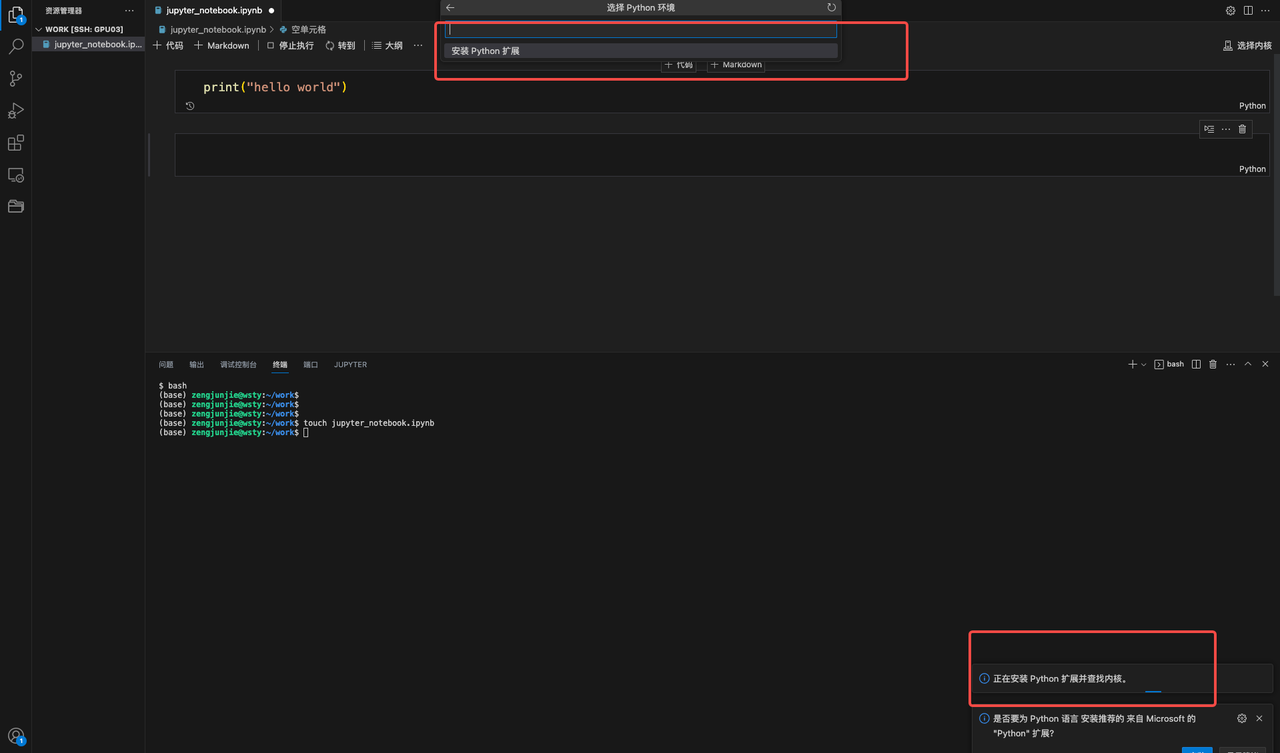 资源管理器
WORK [SSH: GPU03]
jupyter_notebook.ip...
jupyter_notebook.ipynb
选择 Python 环境
安装 Python 扩展
jupyter_notebook.ipynb > 空单元格
代码 Markdown 停止执行 转到 大纲 ...
选择内核
代码 Markdown
print("hello world")
Python
Python
问题 输出 调试控制台 终端 端口 JUPYTER
bash
$ bash
(base) zengjunjie@wsty:~/work$
(base) zengjunjie@wsty:~/work$
(base) zengjunjie@wsty:~/work$
(base) zengjunjie@wsty:~/work$ touch jupyter_notebook.ipynb
(base) zengjunjie@wsty:~/work$
正在安装 Python 扩展并查找内核。
是否要为 Python 语言 安装推荐的 来自 Microsoft 的
"Python" 扩展?
1
1